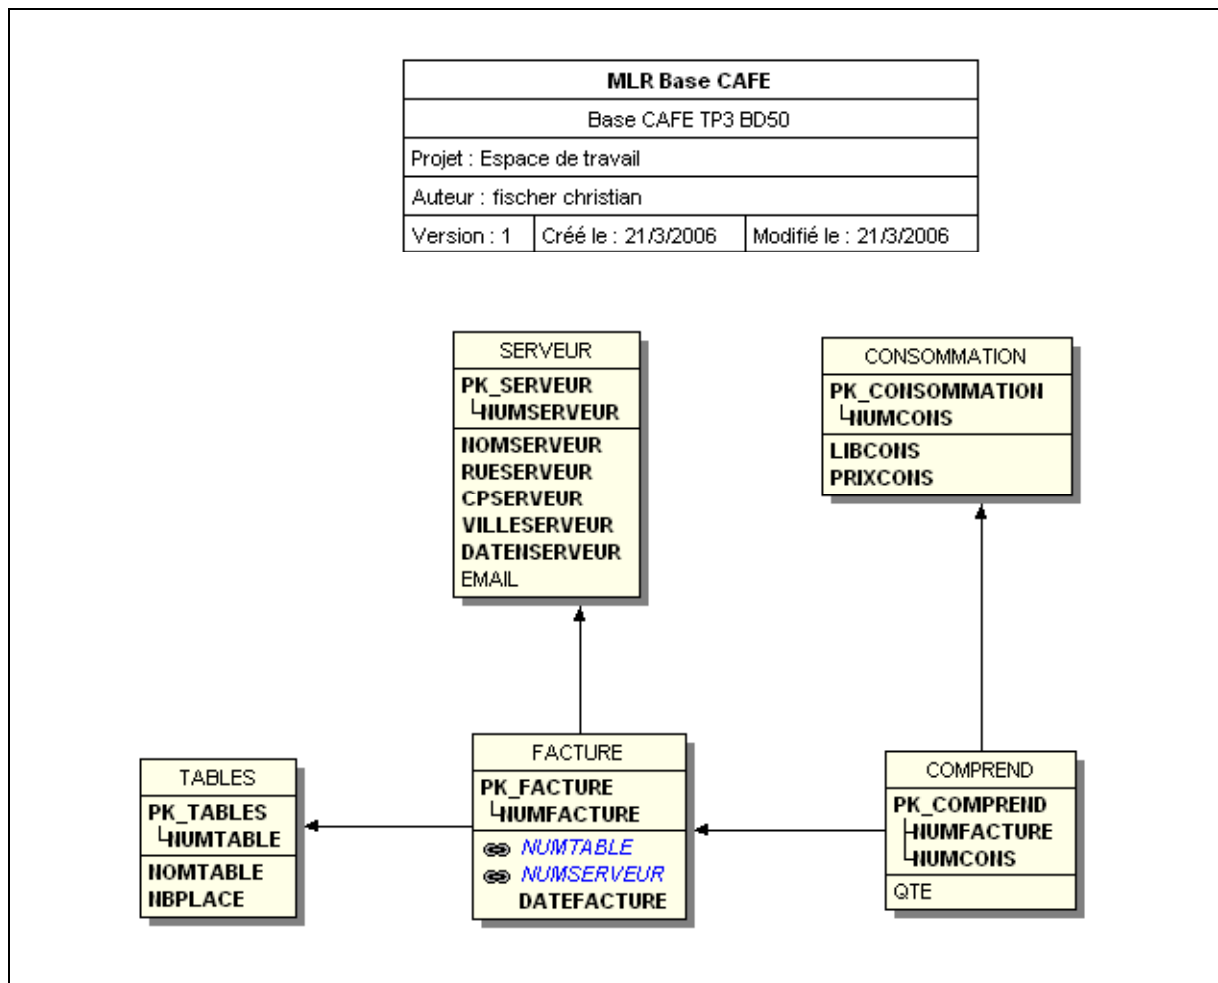 MLR Base CAFE
Base CAFE TP3 BD50
Projet : Espace de travail
Auteur : fischer christian
Version : 1 Créé le : 21/3/2006 Modifié le : 21/3/2006
SERVEUR
PK_SERVEUR
NUMSERVEUR
NOMSERVEUR
RUESERVEUR
CPSERVEUR
VILLESERVEUR
DATENSERVEUR
EMAIL
CONSOMMATION
PK_CONSOMMATION
NUMCONS
LIBCONS
PRIXCONS
TABLES
PK_TABLES
NUMTABLE
NOMTABLE
NBPLACE
FACTURE
PK_FACTURE
NUMFACTURE
NUMTABLE
NUMSERVEUR
DATEFACTURE
COMPREND
PK_COMPREND
NUMFACTURE
NUMCONS
QTE